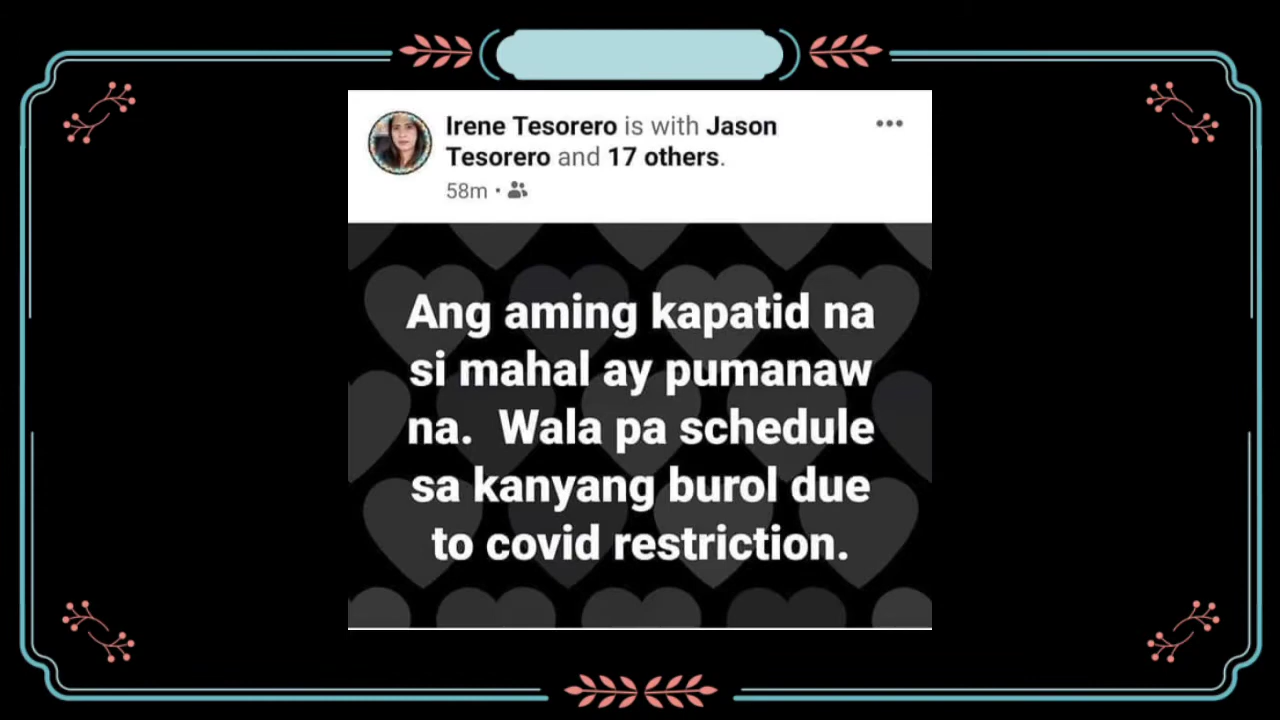 Irene Tesorero is with Jason
Tesorero and 17 others.
58m •
Ang aming kapatid na
si mahal ay pumanaw
na. Wala pa schedule
sa kanyang burol due
to covid restriction.